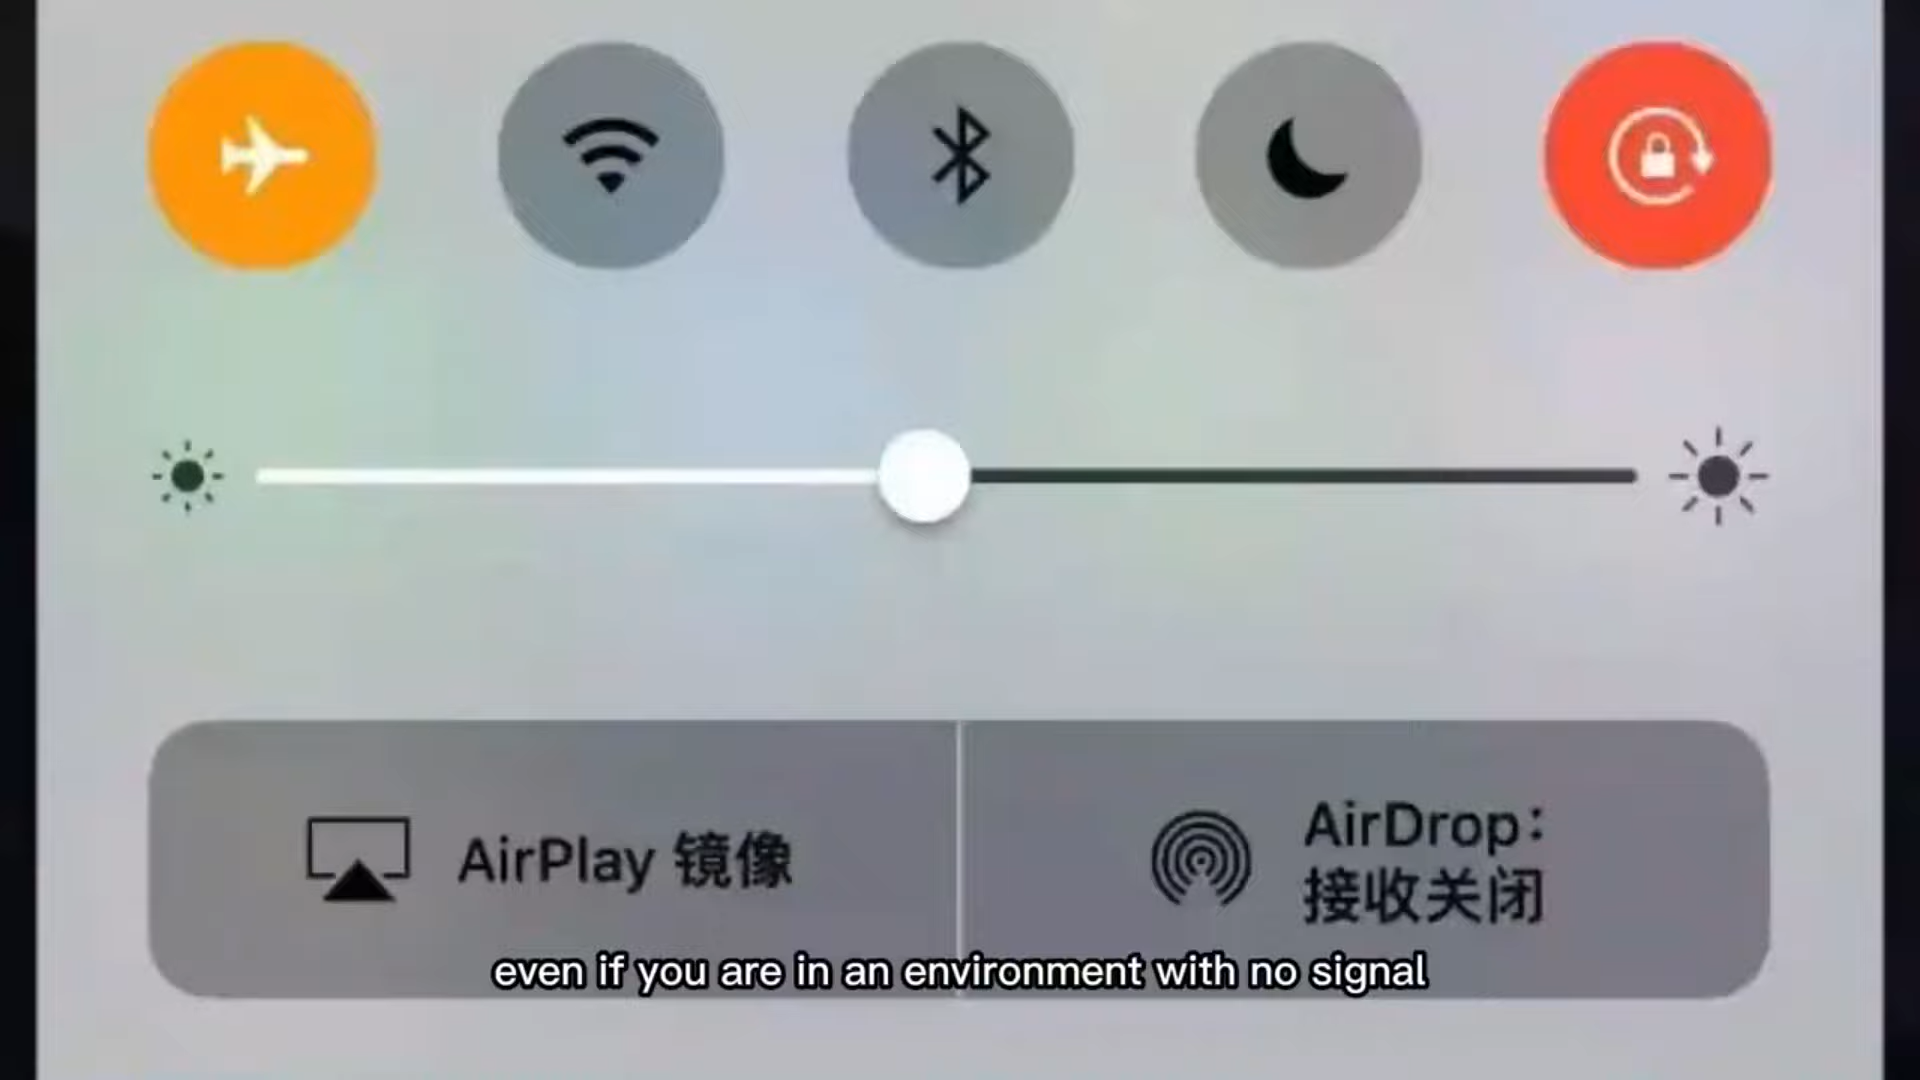 AirPlay 镜像
AirDrop:
接收关闭
even if you are in an environment with no signal